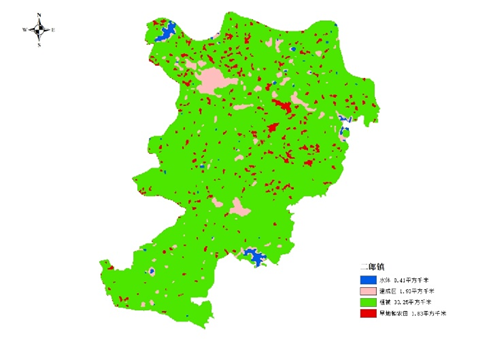 N
W E
S
二郎镇
水体 0.41平方千米
建成区 1.93平方千米
植被 33.25平方千米
旱地和农田 1.83平方千米